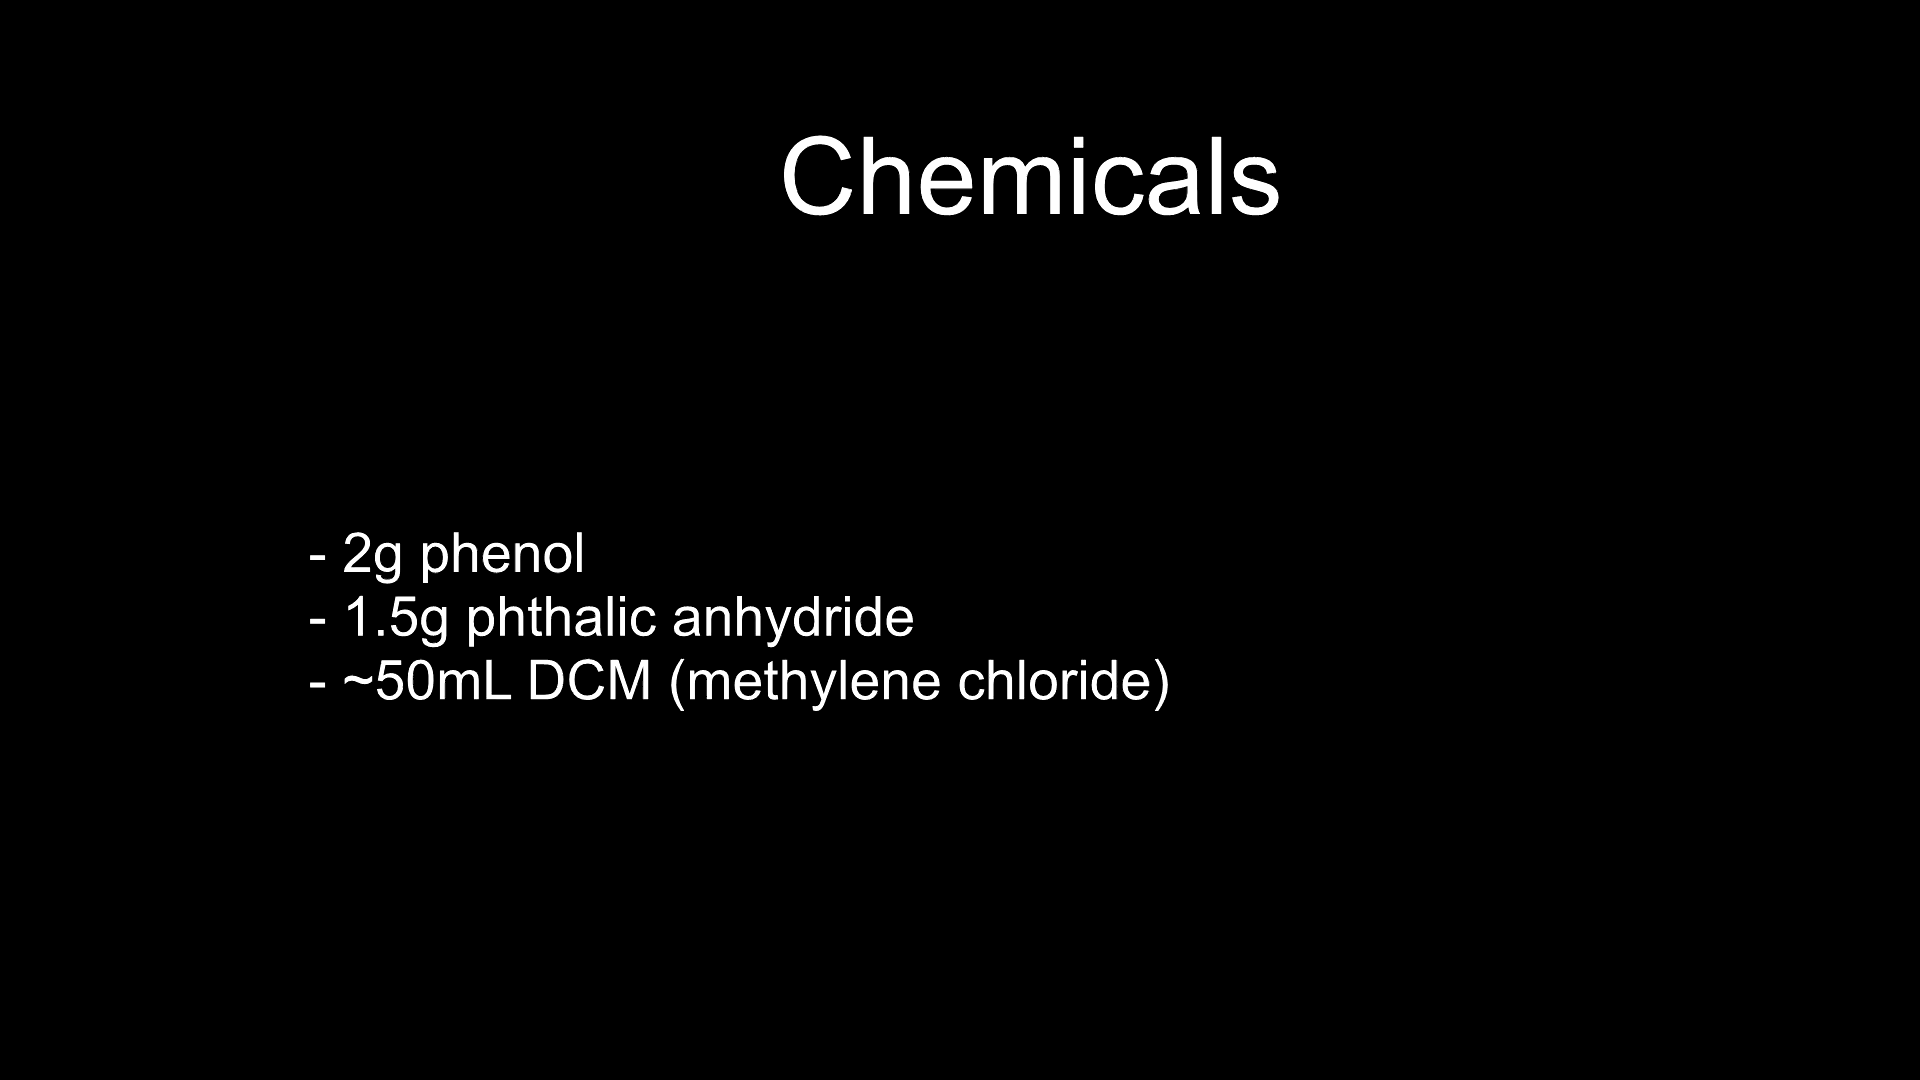 Chemicals
- 2g phenol
- 1.5g phthalic anhydride
- ~50mL DCM (methylene chloride)